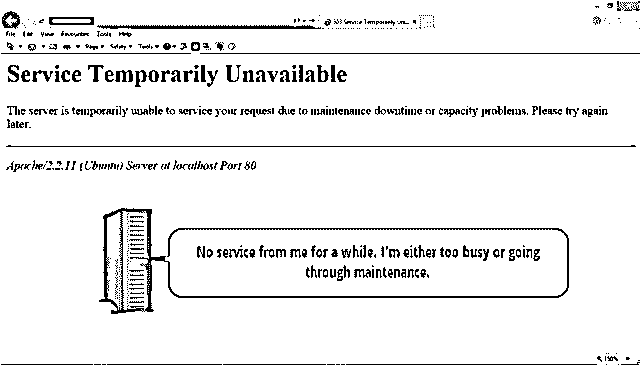 503 Service Temporarily Un...
File Edit View Favourites Tools Help
Page Safety Tools
Service Temporarily Unavailable
The server is temporarily unable to service your request due to maintenance downtime or capacity problems. Please try again
later.
Apache/2.2.11 (Ubuntu) Server at localhost Port 80
No service from me for a while. I'm either too busy or going
through maintenance.
150%